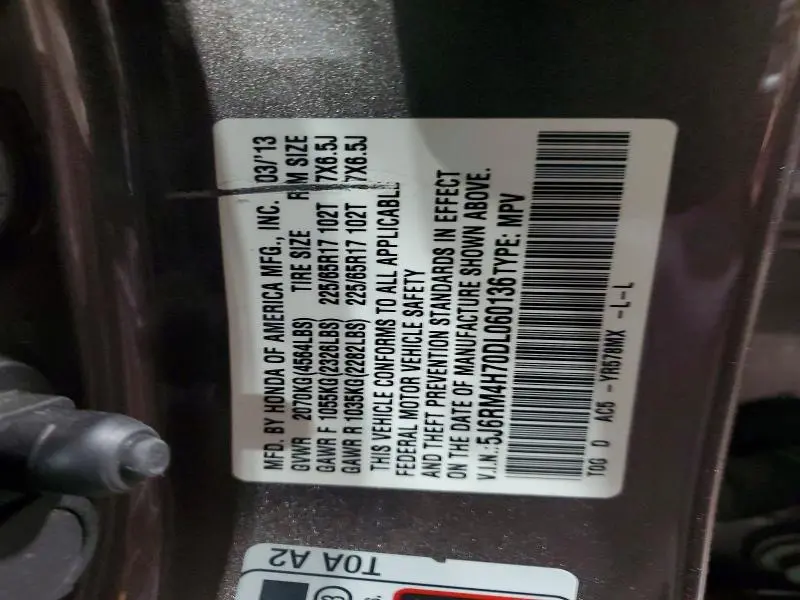 MFD. BY HONDA OF AMERICA MFG., INC. 03/'13
GVWR 2070KG(4564LBS) TIRE SIZE RIM SIZE
GAWR F 1055KG(2326LBS) 225/65R17 102T 17X6.5J
GAWR R 1035KG(2282LBS) 225/65R17 102T 17X6.5J
THIS VEHICLE CONFORMS TO ALL APPLICABLE
FEDERAL MOTOR VEHICLE SAFETY
AND THEFT PREVENTION STANDARDS IN EFFECT
ON THE DATE OF MANUFACTURE SHOWN ABOVE.
V.I.N.:5J6RM4H70DL060136 TYPE: MPV
T0G D AC5 -YR578MX -L-L
T0A A2